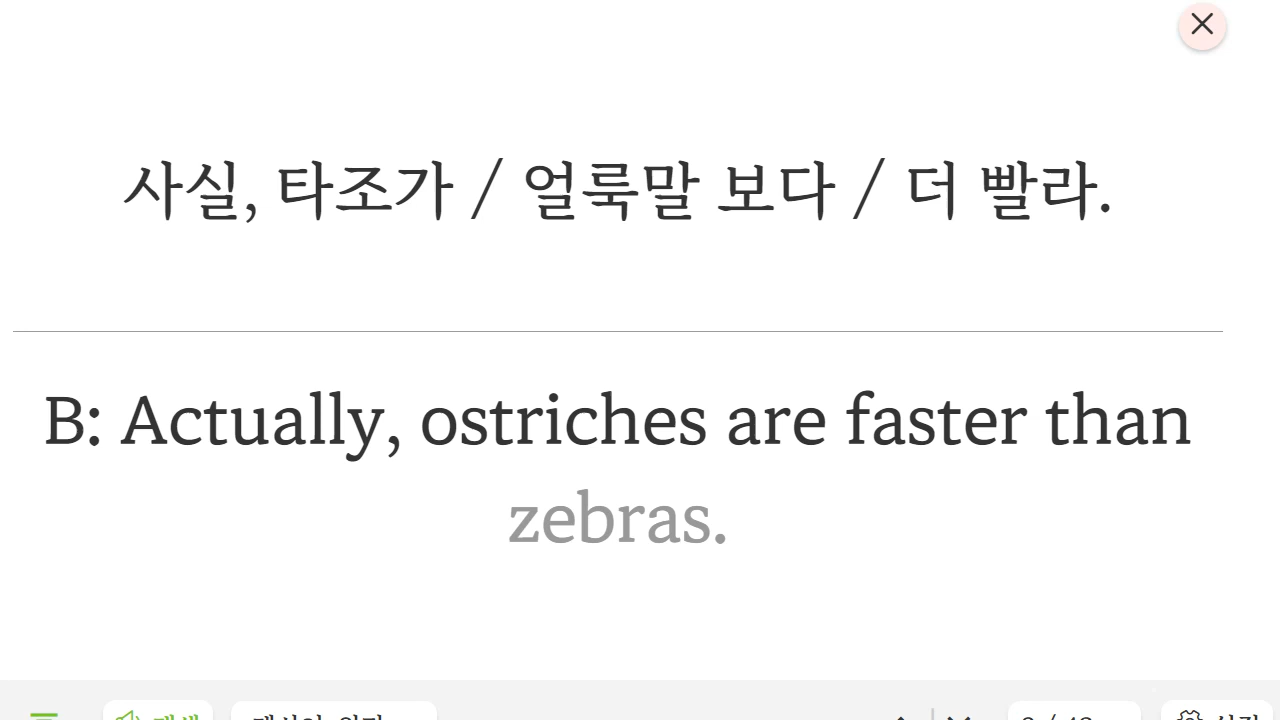 사실, 타조가 / 얼룩말 보다 / 더 빨라.
B: Actually, ostriches are faster than
zebras.